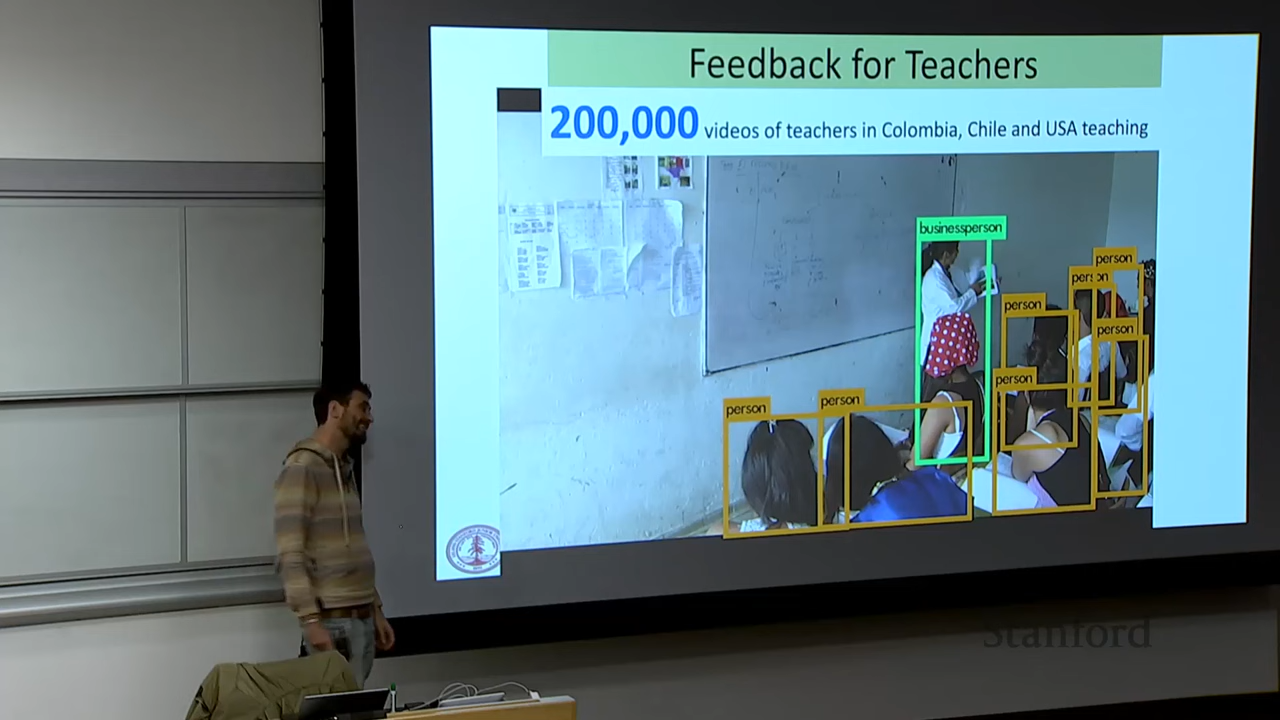 Feedback for Teachers
200,000 videos of teachers in Colombia, Chile and USA teaching
businessperson
person
person
person
person
person
person
person
Stanford